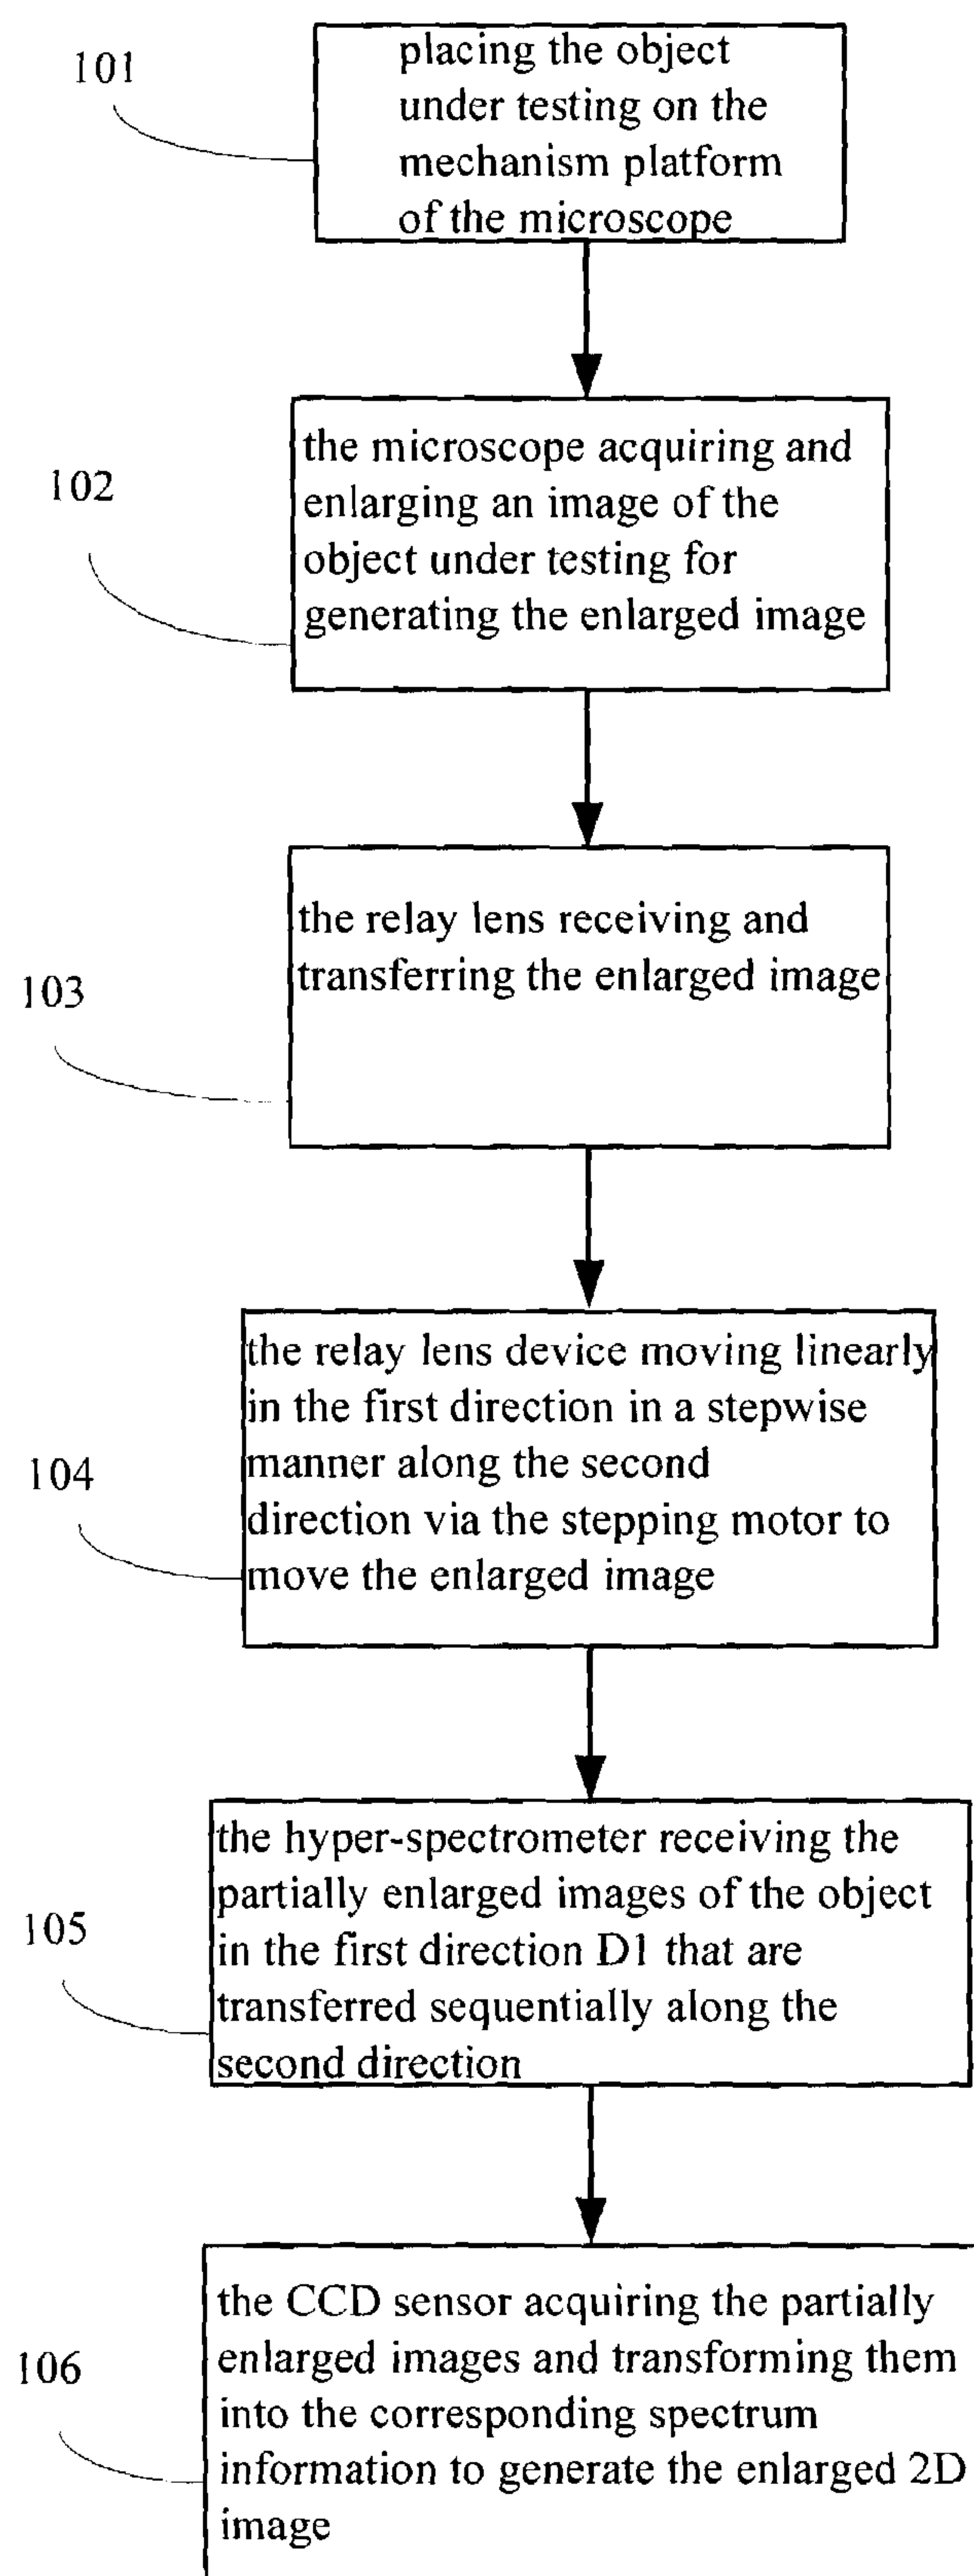 101
placing the object
under testing on the
mechanism platform
of the microscope
102
the microscope acquiring and
enlarging an image of the
object under testing for
generating the enlarged image
103
the relay lens receiving and
transferring the enlarged image
104
the relay lens device moving linearly
in the first direction in a stepwise
manner along the second
direction via the stepping motor to
move the enlarged image
105
the hyper-spectrometer receiving the
partially enlarged images of the object
in the first direction D1 that are
transferred sequentially along the
second direction
106
the CCD sensor acquiring the partially
enlarged images and transforming them
into the corresponding spectrum
information to generate the enlarged 2D
image